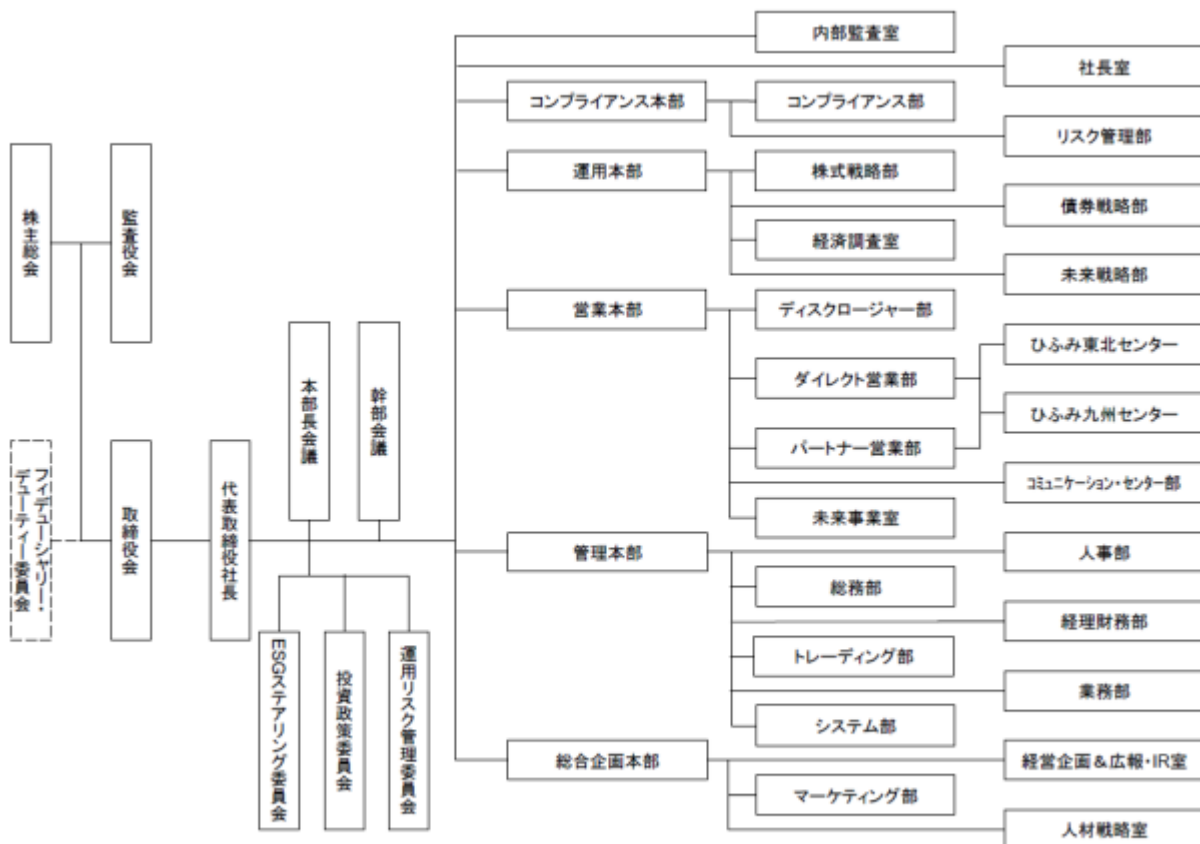 内部監査室
社長室
コンプライアンス本部
コンプライアンス部
リスク管理部
運用本部
株式戦略部
債券戦略部
経済調査室
未来戦略部
営業本部
ディスクロージャー部
ひふみ東北センター
ダイレクト営業部
ひふみ九州センター
パートナー営業部
コミュニケーション・センター部
未来事業室
管理本部
人事部
総務部
経理財務部
トレーディング部
業務部
システム部
総合企画本部
経営企画&広報・IR室
マーケティング部
人材戦略室
株主総会
監査役会
フィデューシャリー・
デューティー委員会
取締役会
代表取締役社長
本部長会議
幹部会議
ESGステアリング委員会
投資政策委員会
運用リスク管理委員会